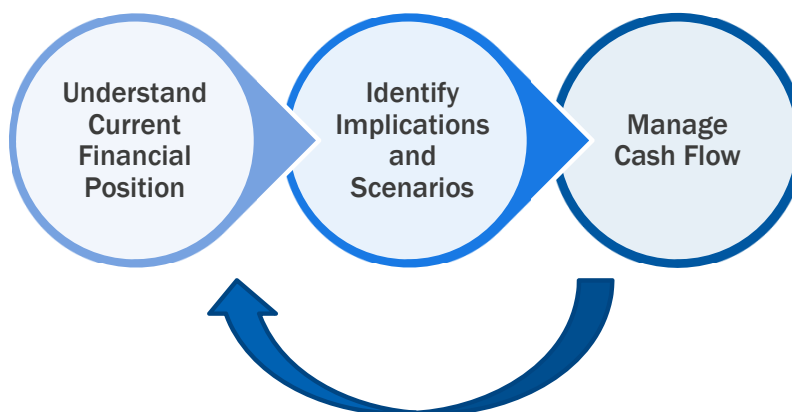 Understand
Current
Financial
Position
Identify
Implications
and
Scenarios
Manage
Cash Flow